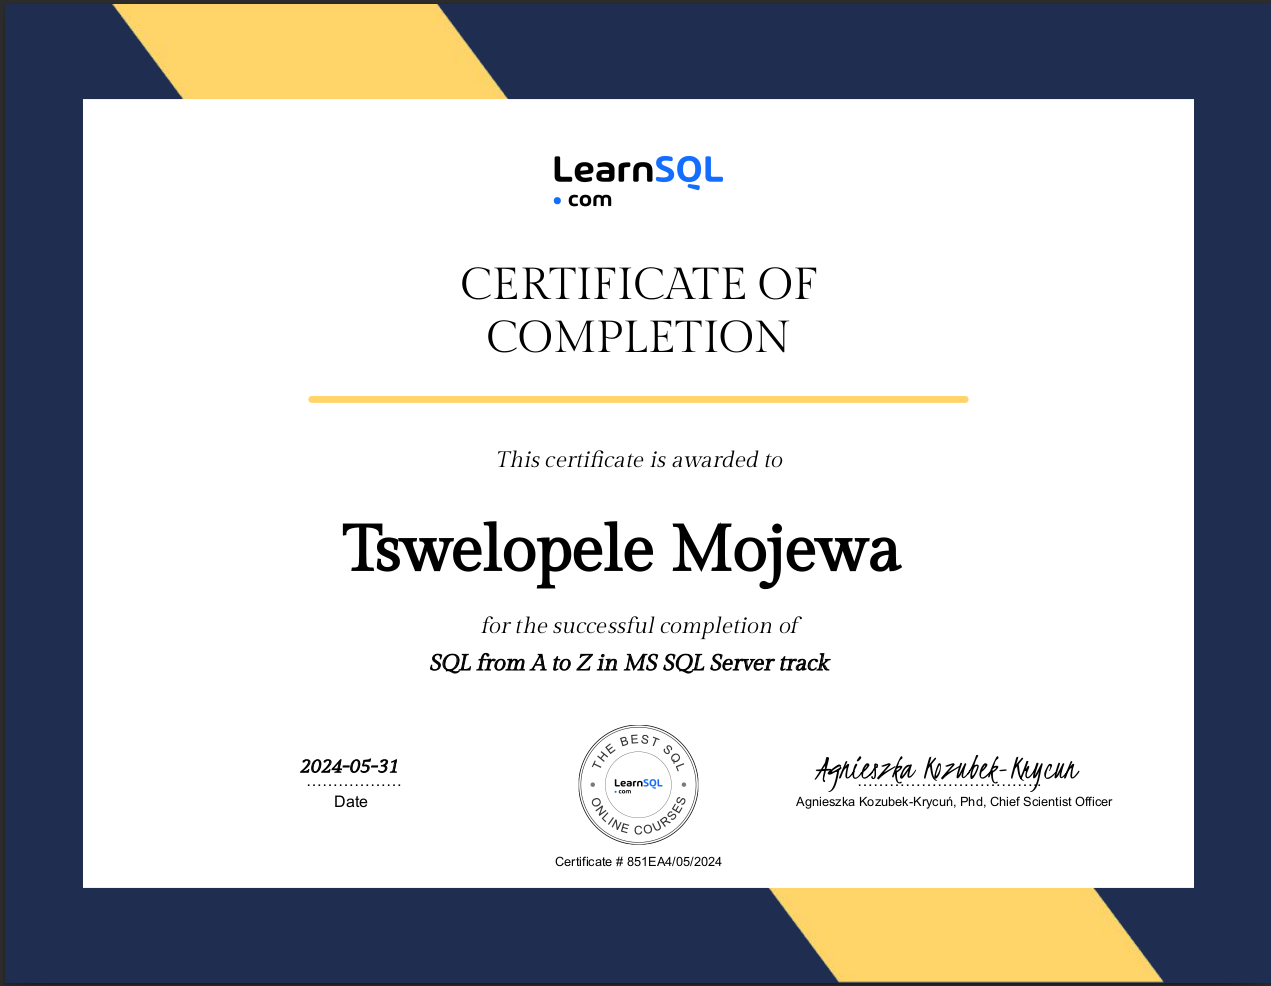 LearnSQL
• com
CERTIFICATE OF
COMPLETION
This certificate is awarded to
Tswelopele Mojewa
for the successful completion of
SQL from A to Z in MS SQL Server track
2024-05-31
Date
THE BEST SQL
LearnSQL
• com
ONLINE COURSES
Certificate # 851EA4/05/2024
Agnieszka Kozubek-Krycuń
Agnieszka Kozubek-Krycuń, Phd, Chief Scientist Officer